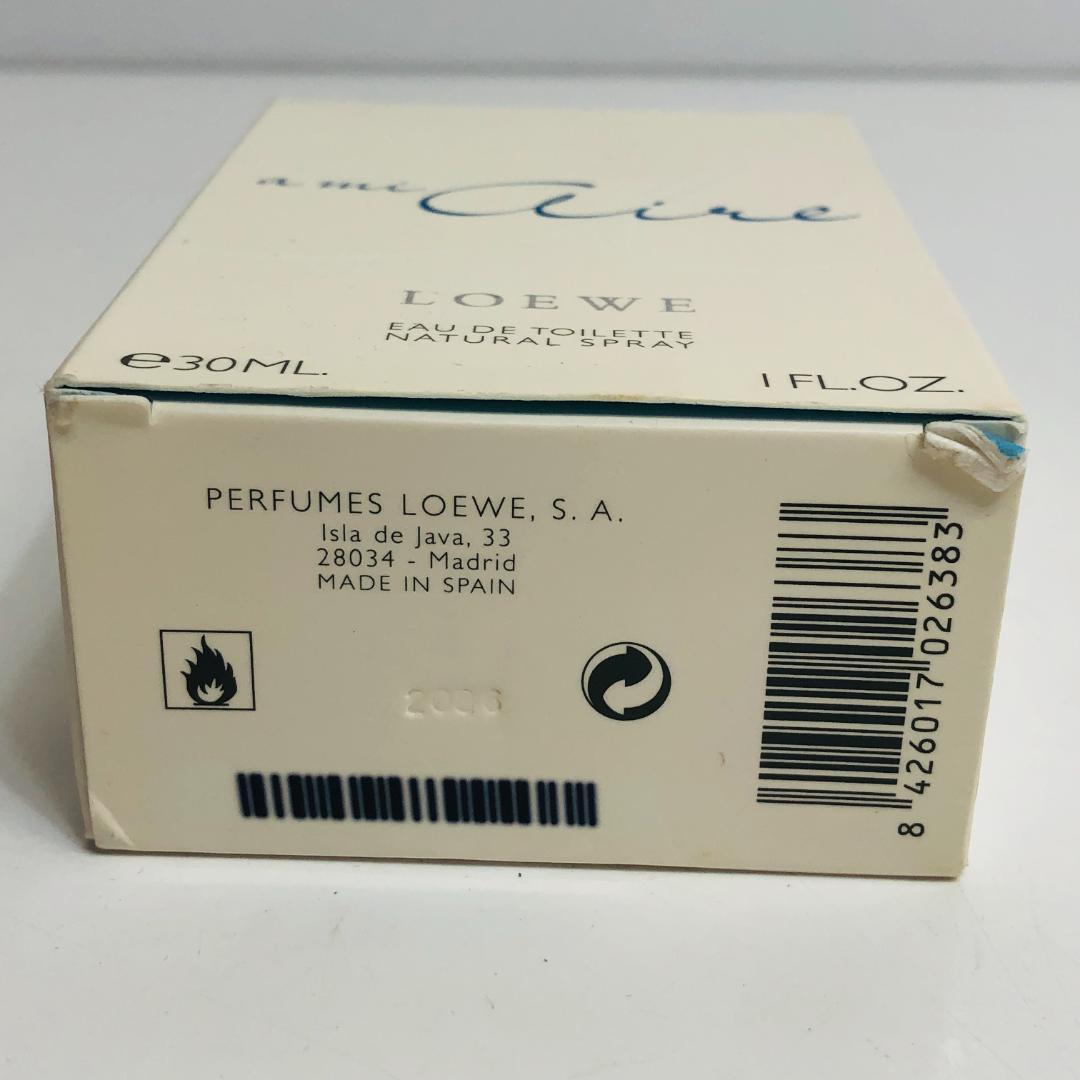 a mi Aire
LOEWE
EAU DE TOILETTE
NATURAL SPRAY
℮30ML.
1 FL.OZ.
PERFUMES LOEWE, S. A.
Isla de Java, 33
28034 - Madrid
MADE IN SPAIN
2006
8 426017 026383